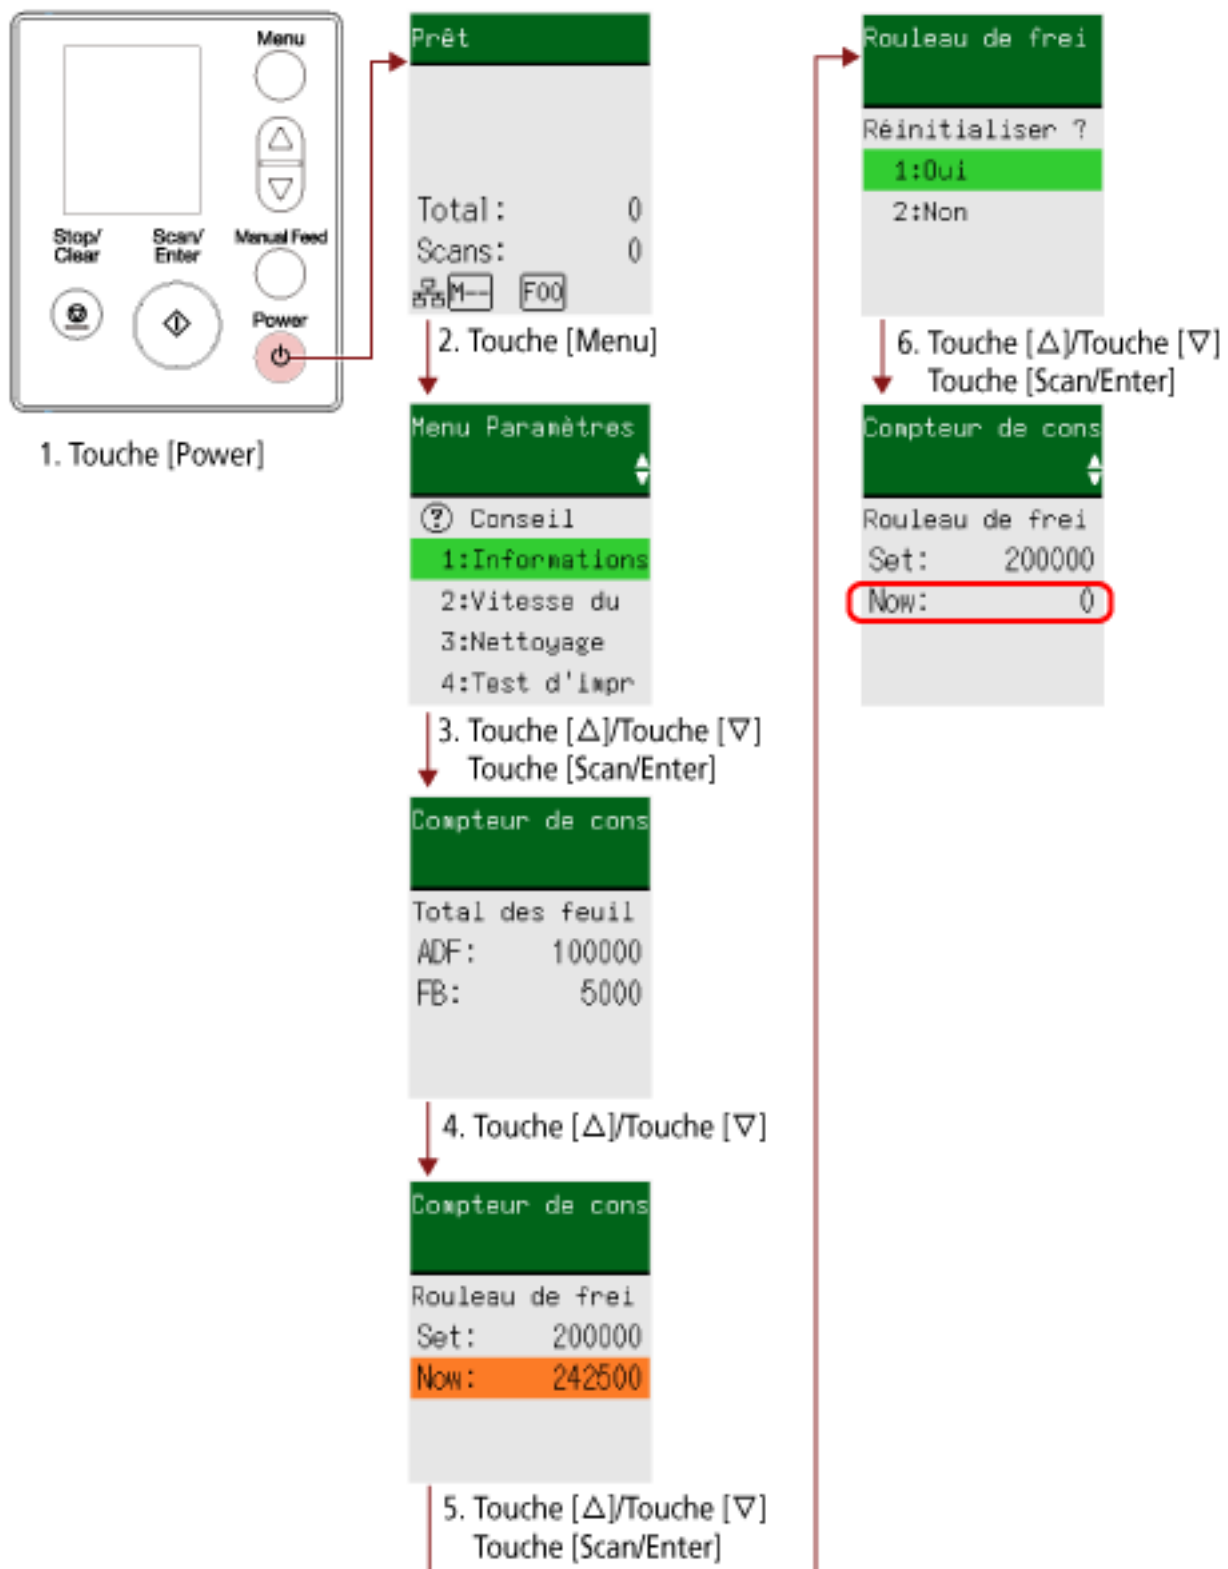 Menu
Stop/
Clear
Scan/
Enter
Manual Feed
Power
1. Touche [Power]
Prêt
Total: 0
Scans: 0
M-- F00
2. Touche [Menu]
Menu Paramètres
? Conseil
1:Informations
2:Vitesse du
3:Nettoyage
4:Test d'impr
3. Touche [△]/Touche [▽]
Touche [Scan/Enter]
Compteur de cons
Total des feuil
ADF: 100000
FB: 5000
4. Touche [△]/Touche [▽]
Compteur de cons
Rouleau de frei
Set: 200000
Now: 242500
5. Touche [△]/Touche [▽]
Touche [Scan/Enter]
Rouleau de frei
Réinitialiser ?
1:Oui
2:Non
6. Touche [△]/Touche [▽]
Touche [Scan/Enter]
Compteur de cons
Rouleau de frei
Set: 200000
Now: 0